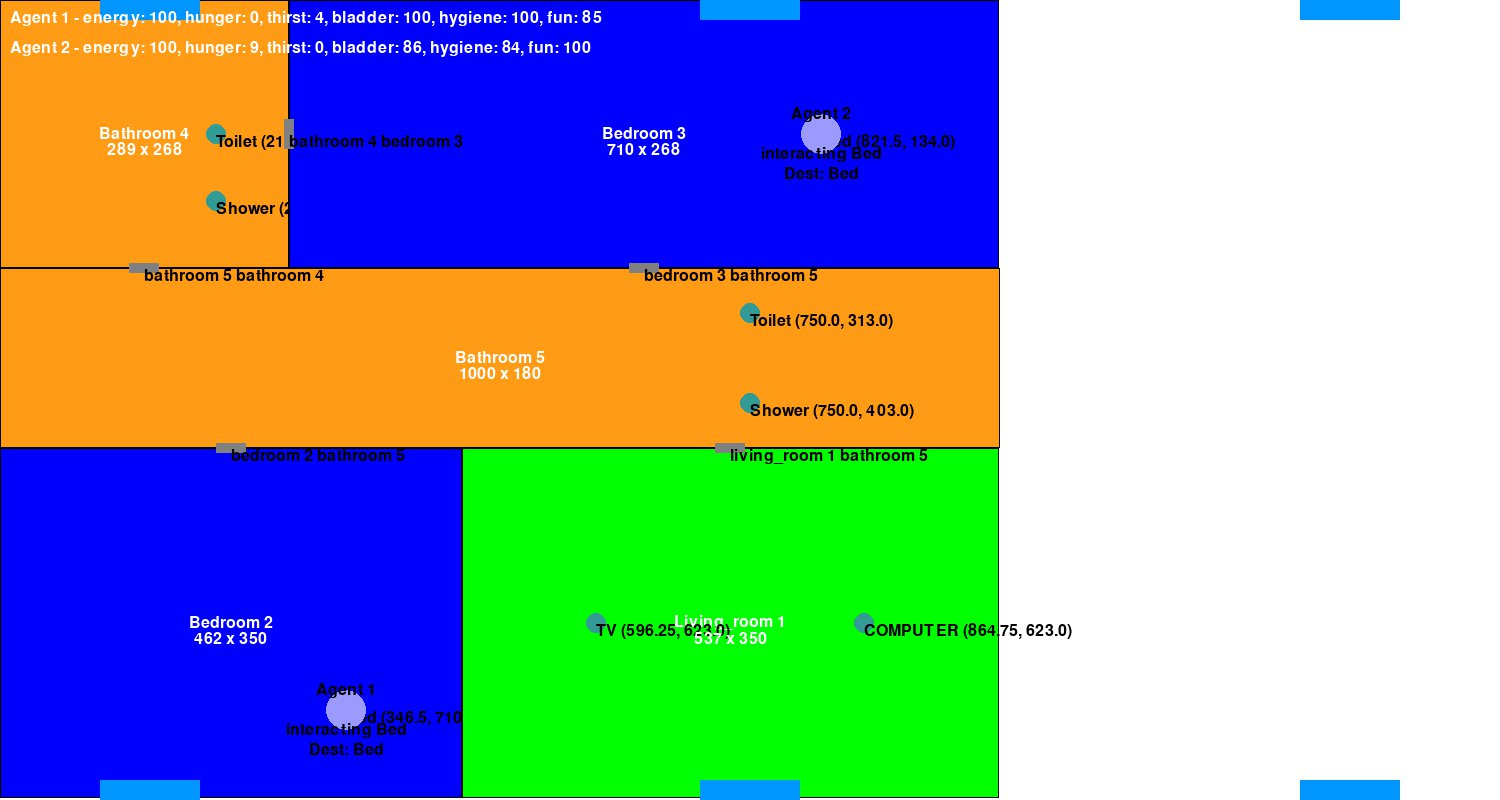 Agent 1 - energy: 100, hunger: 0, thirst: 4, bladder: 100, hygiene: 100, fun: 85
Agent 2 - energy: 100, hunger: 9, thirst: 0, bladder: 86, hygiene: 84, fun: 100
Agent 2
Bathroom 4
289 x 268
Toilet (21
bathroom 4 bedroom 3
Bedroom 3
710 x 268
d (821.5, 134.0)
interacting Bed
Dest: Bed
Shower (2
bathroom 5 bathroom 4
bedroom 3 bathroom 5
Toilet (750.0, 313.0)
Bathroom 5
1000 x 180
Shower (750.0, 403.0)
bedroom 2 bathroom 5
living_room 1 bathroom 5
Bedroom 2
462 x 350
TV (596.25, 623.0)
Living_room 1
537 x 350
COMPUTER (864.75, 623.0)
Agent 1
d (346.5, 710
interacting Bed
Dest: Bed